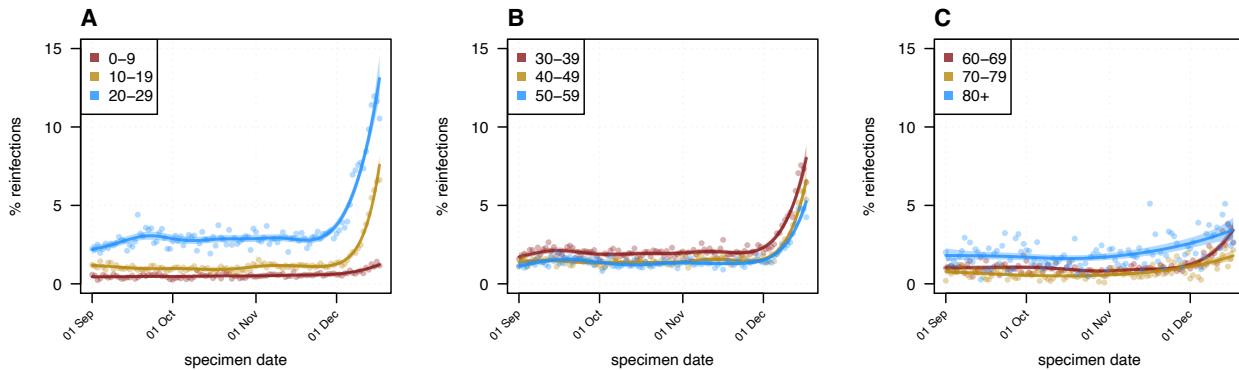 A
% reinfections
15
10
5
0
0−9
10−19
20−29
01 Sep
01 Oct
01 Nov
01 Dec
specimen date
B
% reinfections
15
10
5
0
30−39
40−49
50−59
01 Sep
01 Oct
01 Nov
01 Dec
specimen date
C
% reinfections
15
10
5
0
60−69
70−79
80+
01 Sep
01 Oct
01 Nov
01 Dec
specimen date